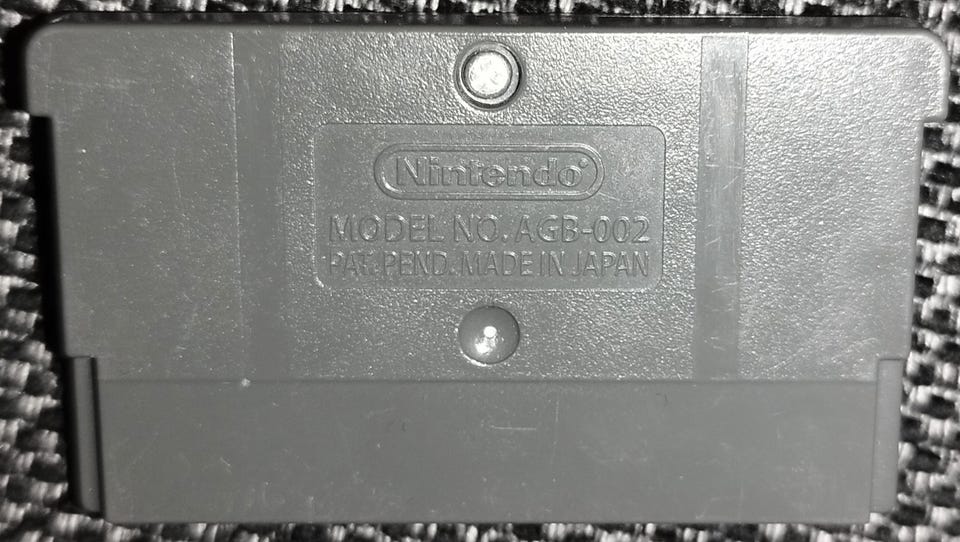 Nintendo®
MODEL NO. AGB-002
PAT. PEND. MADE IN JAPAN